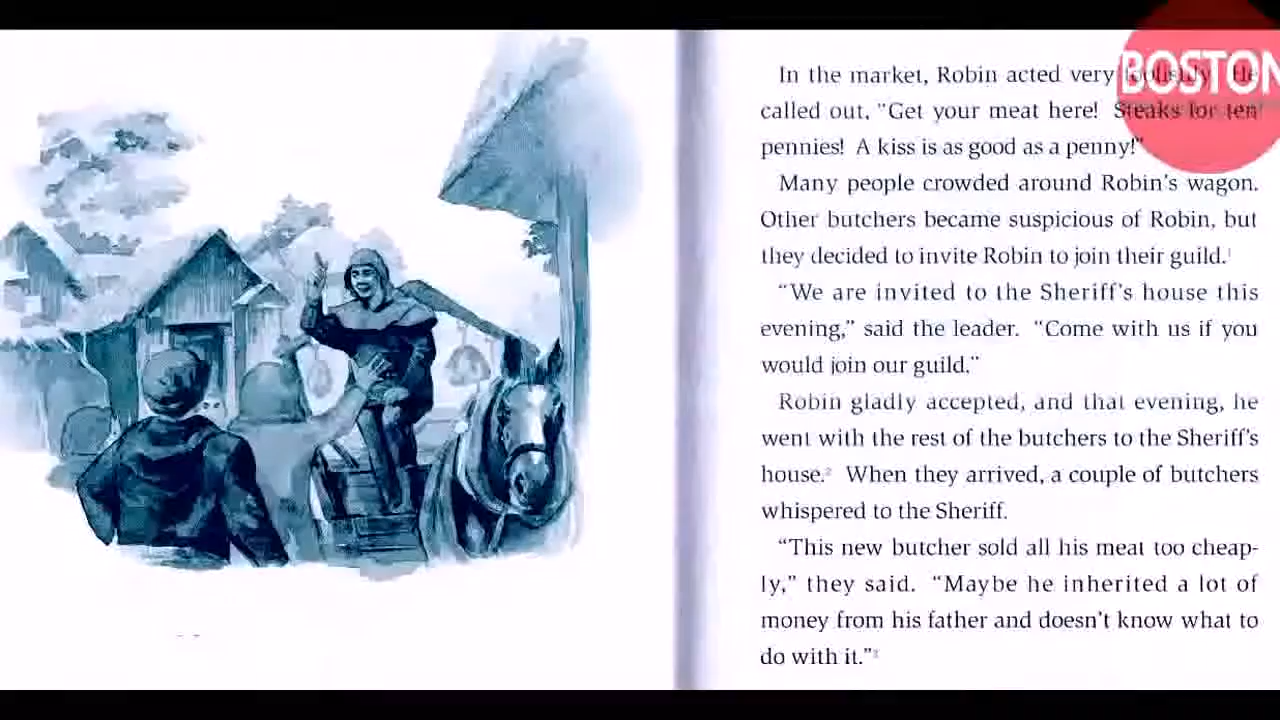 In the market, Robin acted very foolishly. He
called out, “Get your meat here! Steaks for ten
pennies! A kiss is as good as a penny!”
Many people crowded around Robin’s wagon.
Other butchers became suspicious of Robin, but
they decided to invite Robin to join their guild.¹
“We are invited to the Sheriff’s house this
evening,” said the leader. “Come with us if you
would join our guild.”
Robin gladly accepted, and that evening, he
went with the rest of the butchers to the Sheriff’s
house.² When they arrived, a couple of butchers
whispered to the Sheriff.
“This new butcher sold all his meat too cheap-
ly,” they said. “Maybe he inherited a lot of
money from his father and doesn’t know what to
do with it.”³
BOSTON